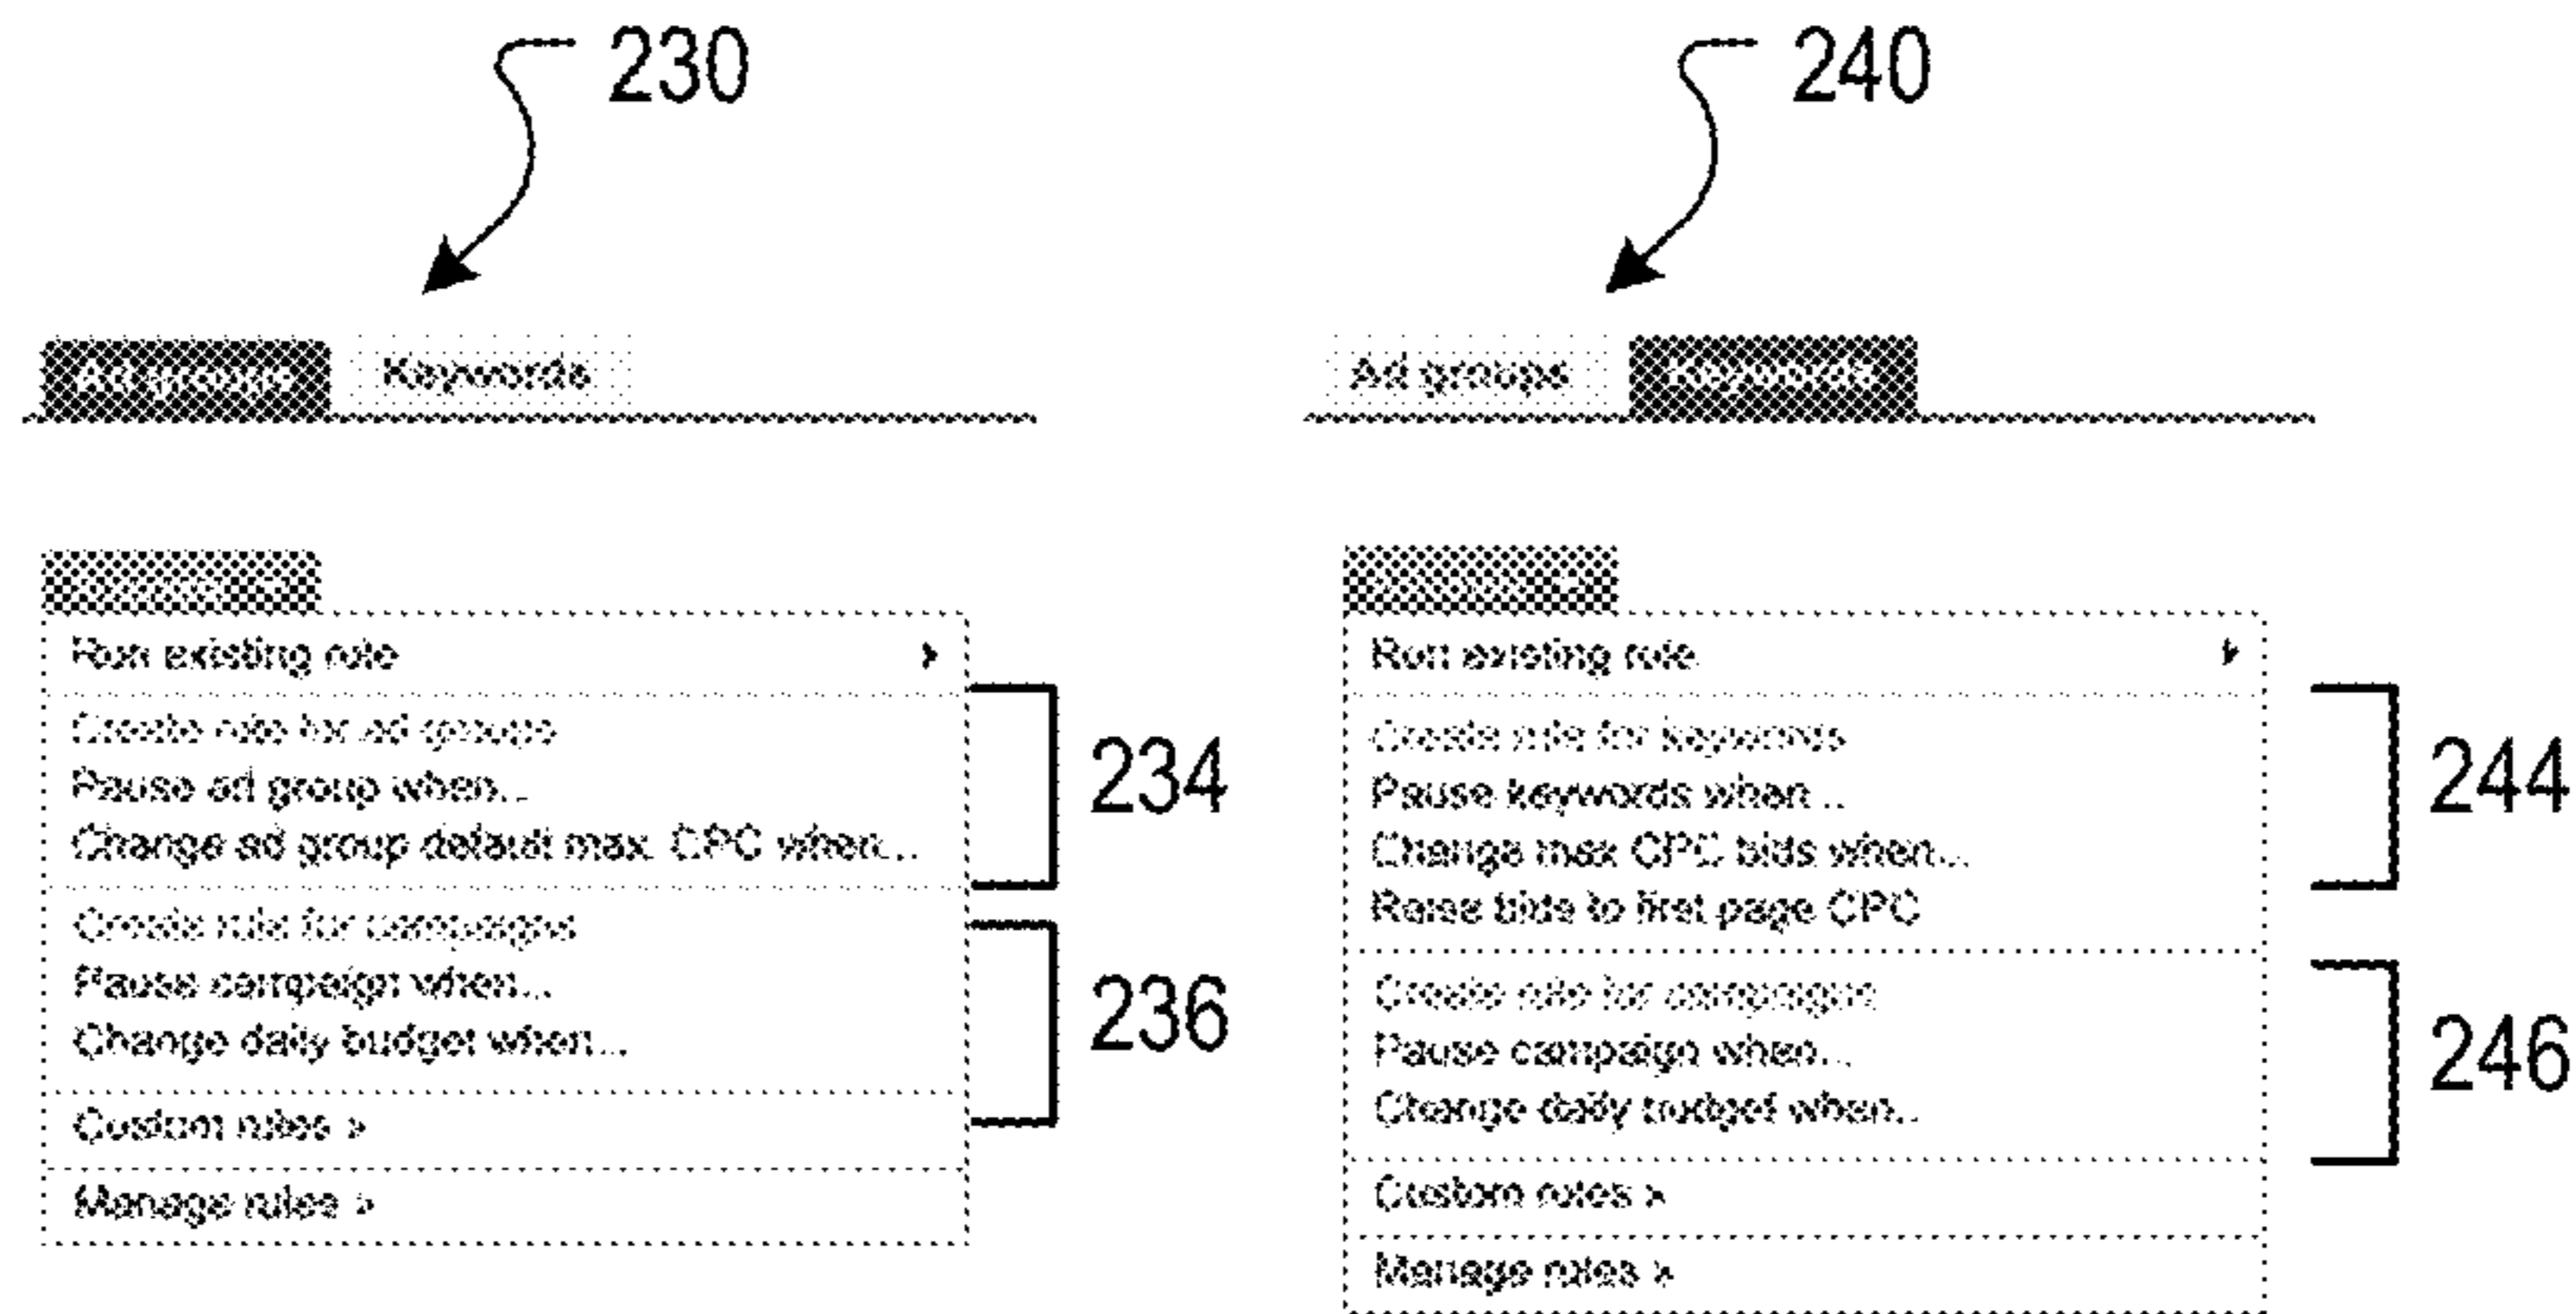 230
Ad groups Keywords
Run existing rule
Create rule for ad groups
Pause ad group when...
Change ad group default max. CPC when...
234
Create rule for campaigns
Pause campaign when...
Change daily budget when...
236
Custom rules »
Manage rules »
240
Ad groups Keywords
Run existing rule
Create rule for keywords
Pause keywords when...
Change max CPC bids when...
Raise bids to first page CPC
244
Create rule for campaigns
Pause campaign when...
Change daily budget when...
246
Custom rules »
Manage rules »